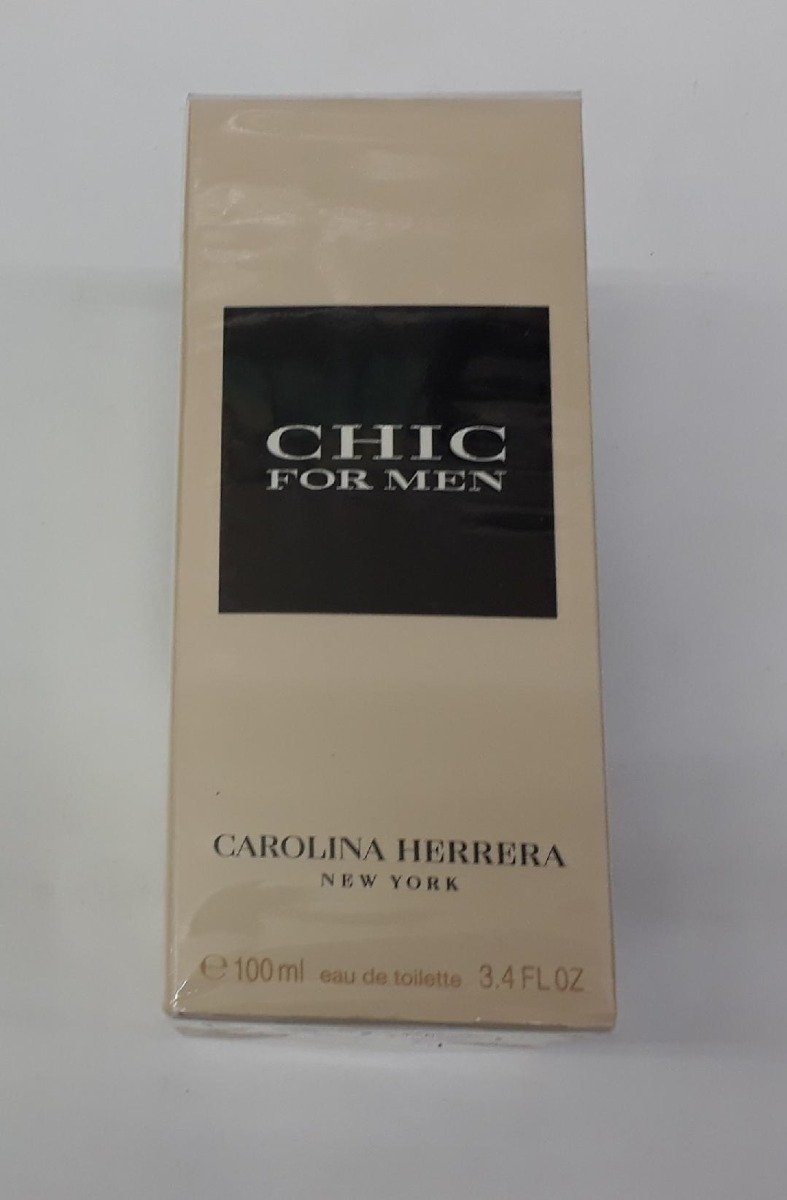 CHIC
FOR MEN
CAROLINA HERRERA
NEW YORK
℮ 100 ml eau de toilette 3.4 FL OZ